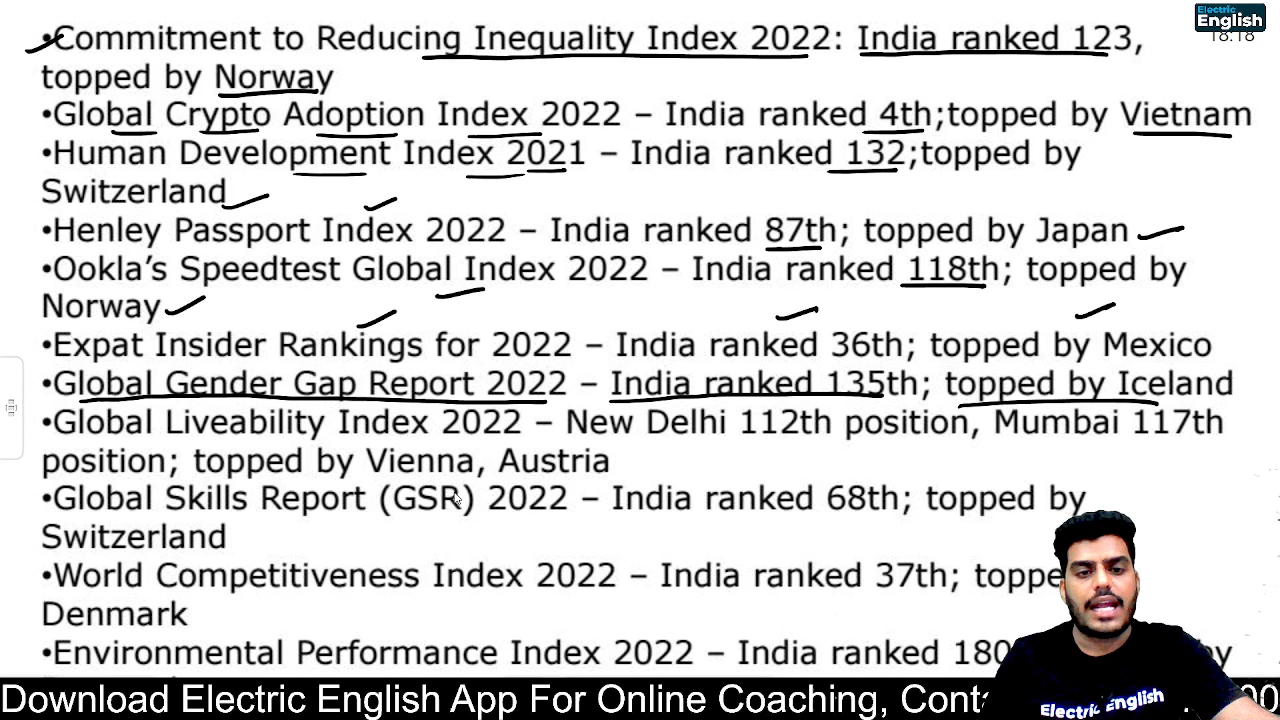 Electric
English
18:18
•Commitment to Reducing Inequality Index 2022: India ranked 123,
topped by Norway
•Global Crypto Adoption Index 2022 – India ranked 4th;topped by Vietnam
•Human Development Index 2021 – India ranked 132;topped by
Switzerland
•Henley Passport Index 2022 – India ranked 87th; topped by Japan
•Ookla’s Speedtest Global Index 2022 – India ranked 118th; topped by
Norway
•Expat Insider Rankings for 2022 – India ranked 36th; topped by Mexico
•Global Gender Gap Report 2022 – India ranked 135th; topped by Iceland
•Global Liveability Index 2022 – New Delhi 112th position, Mumbai 117th
position; topped by Vienna, Austria
•Global Skills Report (GSR) 2022 – India ranked 68th; topped by
Switzerland
•World Competitiveness Index 2022 – India ranked 37th;
Denmark
•Environmental Performance Index 2022 – India ranked 180
Download Electric English App For Online Coaching,
Electric English